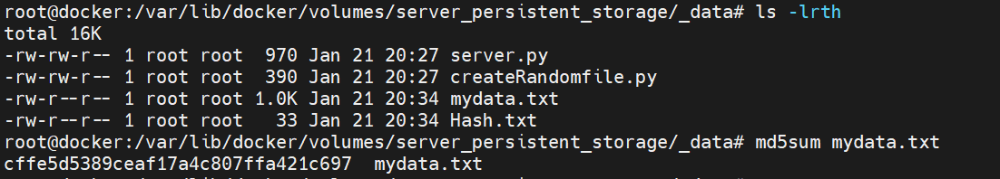 root@docker:/var/lib/docker/volumes/server_persistent_storage/_data# ls -lrth
total 16K
-rw-rw-r-- 1 root root  970 Jan 21 20:27 server.py
-rw-rw-r-- 1 root root  390 Jan 21 20:27 createRandomfile.py
-rw-r--r-- 1 root root 1.0K Jan 21 20:34 mydata.txt
-rw-r--r-- 1 root root   33 Jan 21 20:34 Hash.txt
root@docker:/var/lib/docker/volumes/server_persistent_storage/_data# md5sum mydata.txt
cffe5d5389ceaf17a4c807ffa421c697  mydata.txt